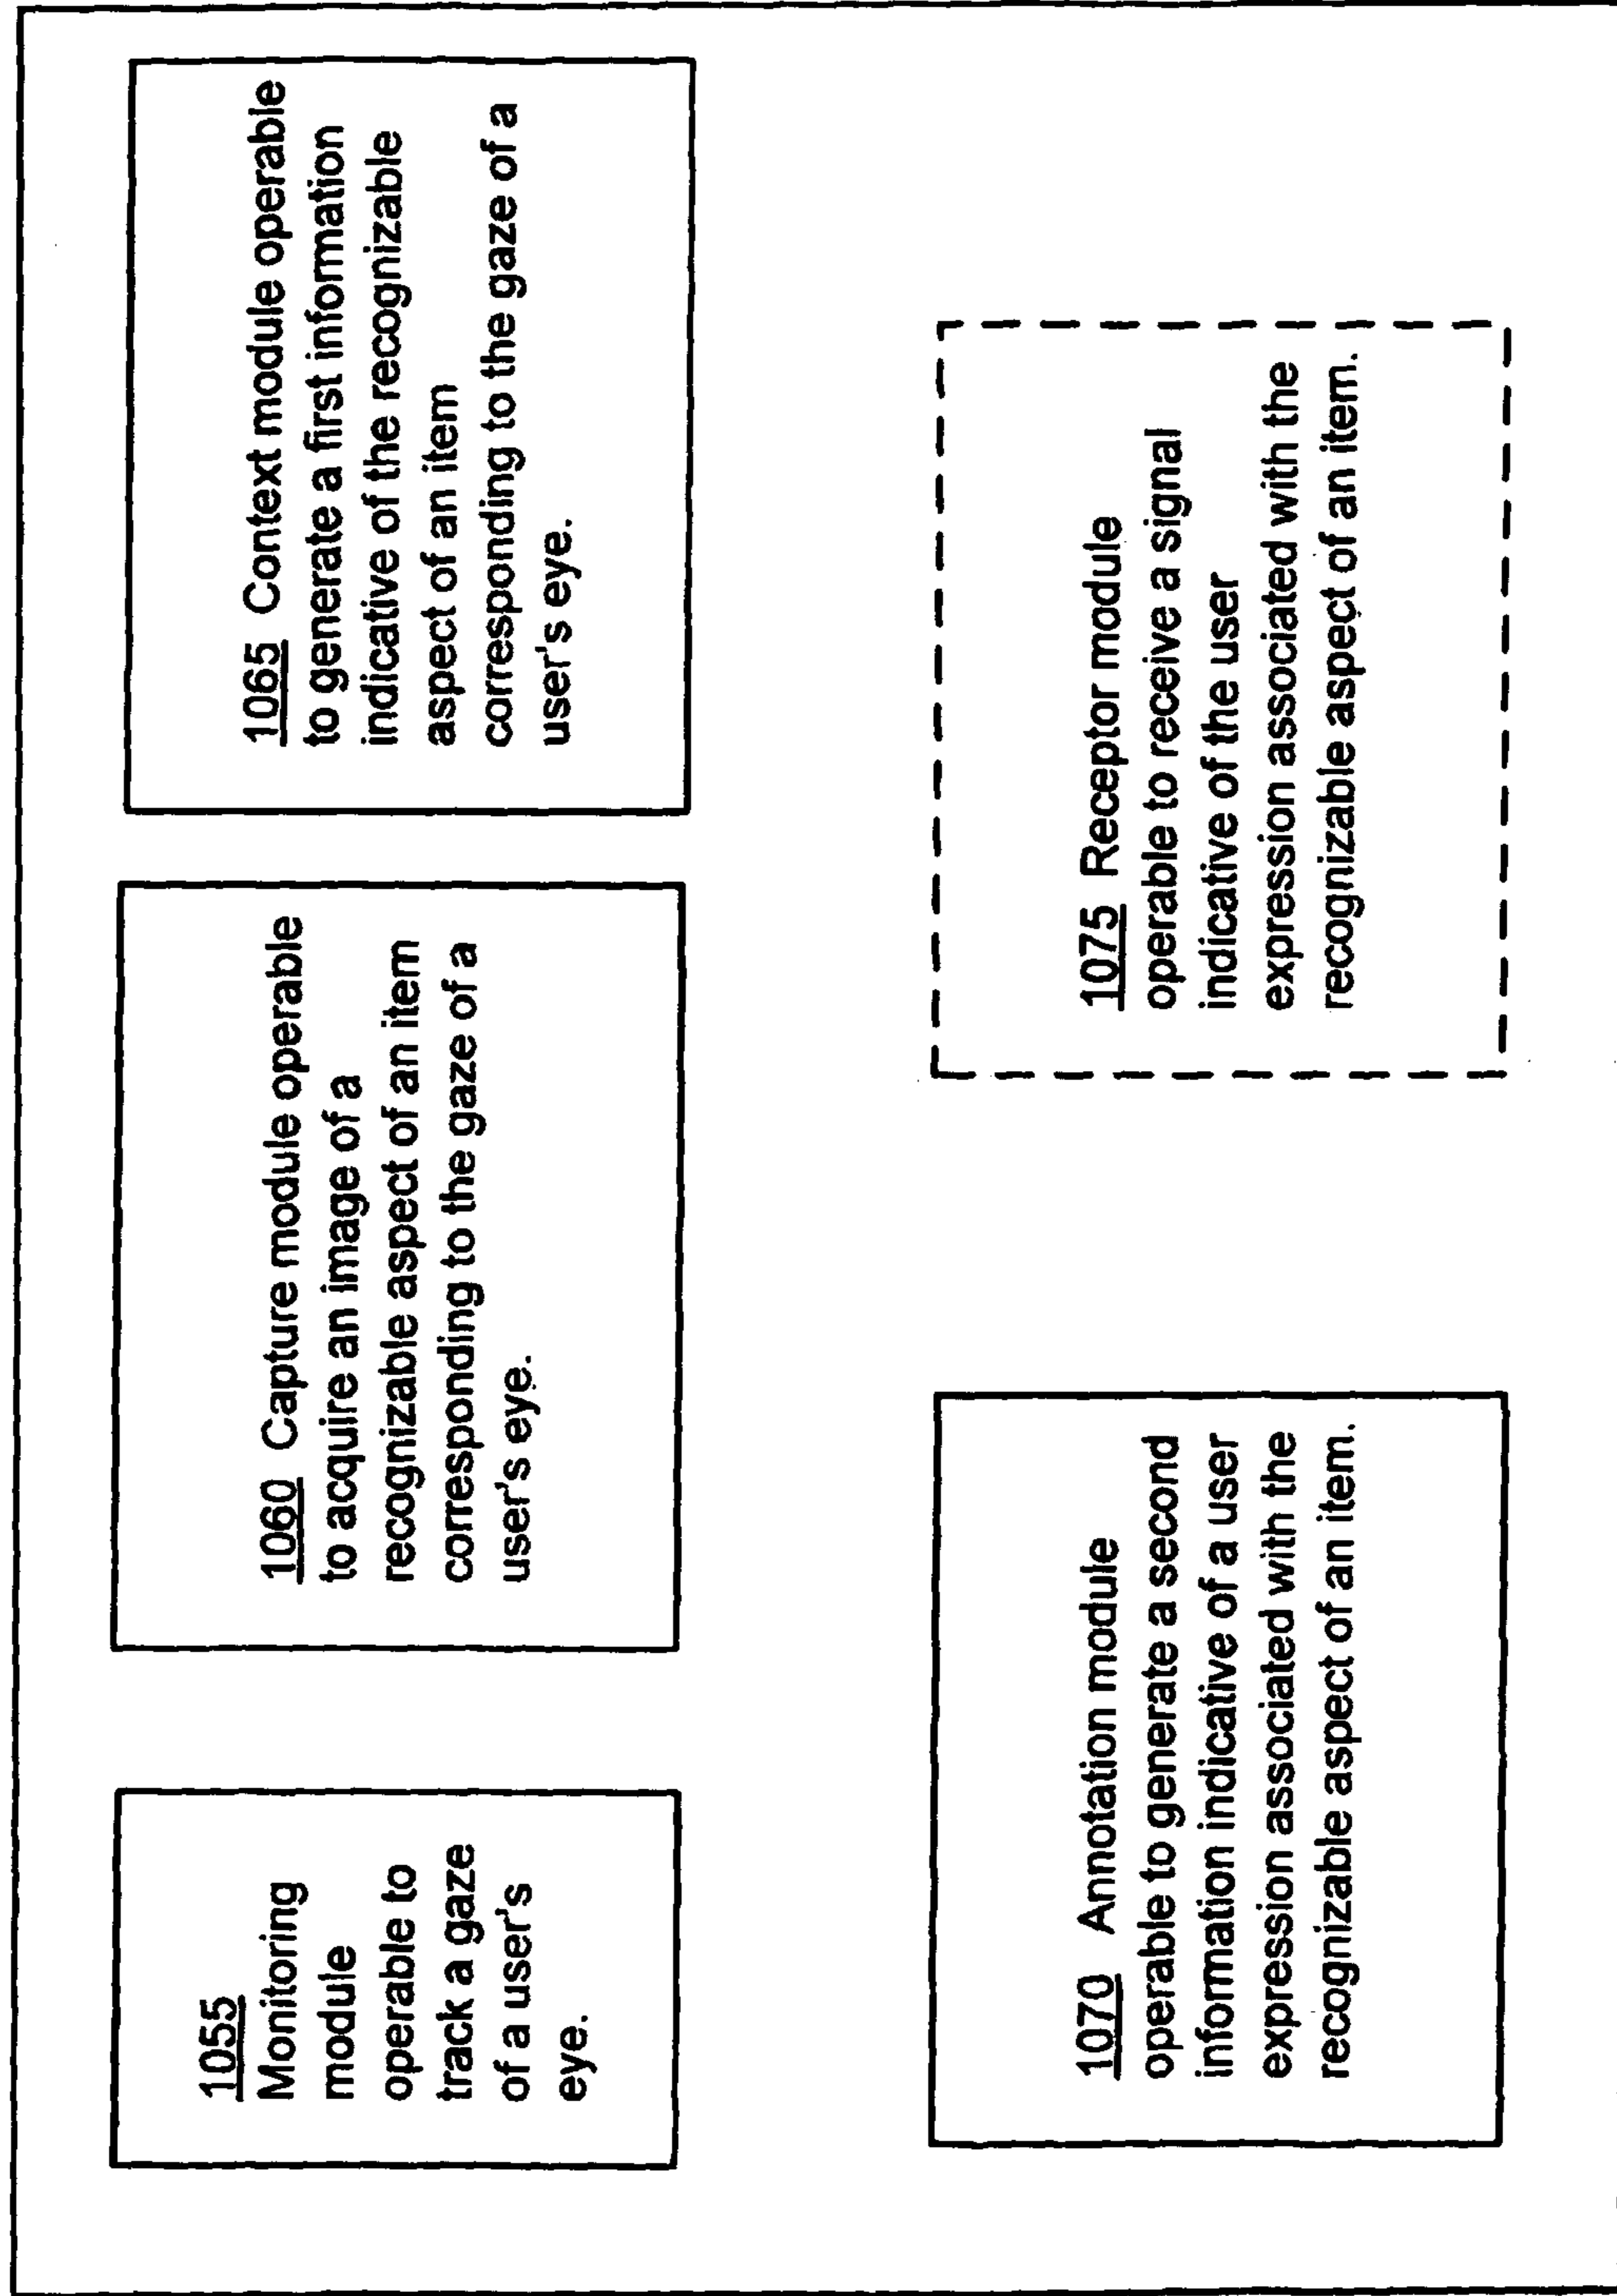 1055
Monitoring
module
operable to
track a gaze
of a user's
eye.
1060 Capture module operable
to acquire an image of a
recognizable aspect of an item
corresponding to the gaze of a
user's eye.
1065 Context module operable
to generate a first information
indicative of the recognizable
aspect of an item
corresponding to the gaze of a
user's eye.
1070 Annotation module
operable to generate a second
information indicative of a user
expression associated with the
recognizable aspect of an item.
1075 Receptor module
operable to receive a signal
indicative of the user
expression associated with the
recognizable aspect of an item.